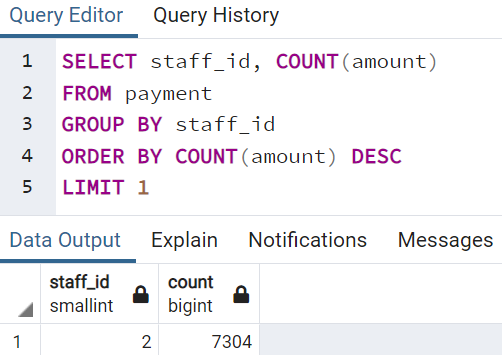 Query Editor Query History
1 SELECT staff_id, COUNT(amount)
2 FROM payment
3 GROUP BY staff_id
4 ORDER BY COUNT(amount) DESC
5 LIMIT 1
Data Output Explain Notifications Messages
staff_id count
smallint bigint
1 2 7304